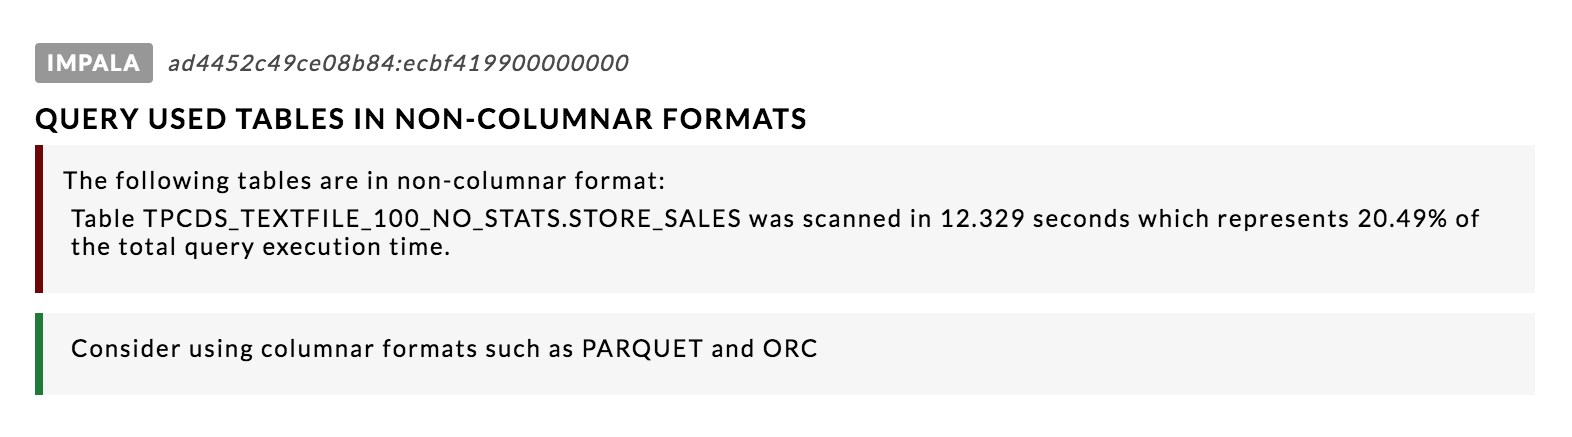 IMPALA ad4452c49ce08b84:ecbf419900000000
QUERY USED TABLES IN NON-COLUMNAR FORMATS
The following tables are in non-columnar format:
Table TPCDS_TEXTFILE_100_NO_STATS.STORE_SALES was scanned in 12.329 seconds which represents 20.49% of
the total query execution time.
Consider using columnar formats such as PARQUET and ORC